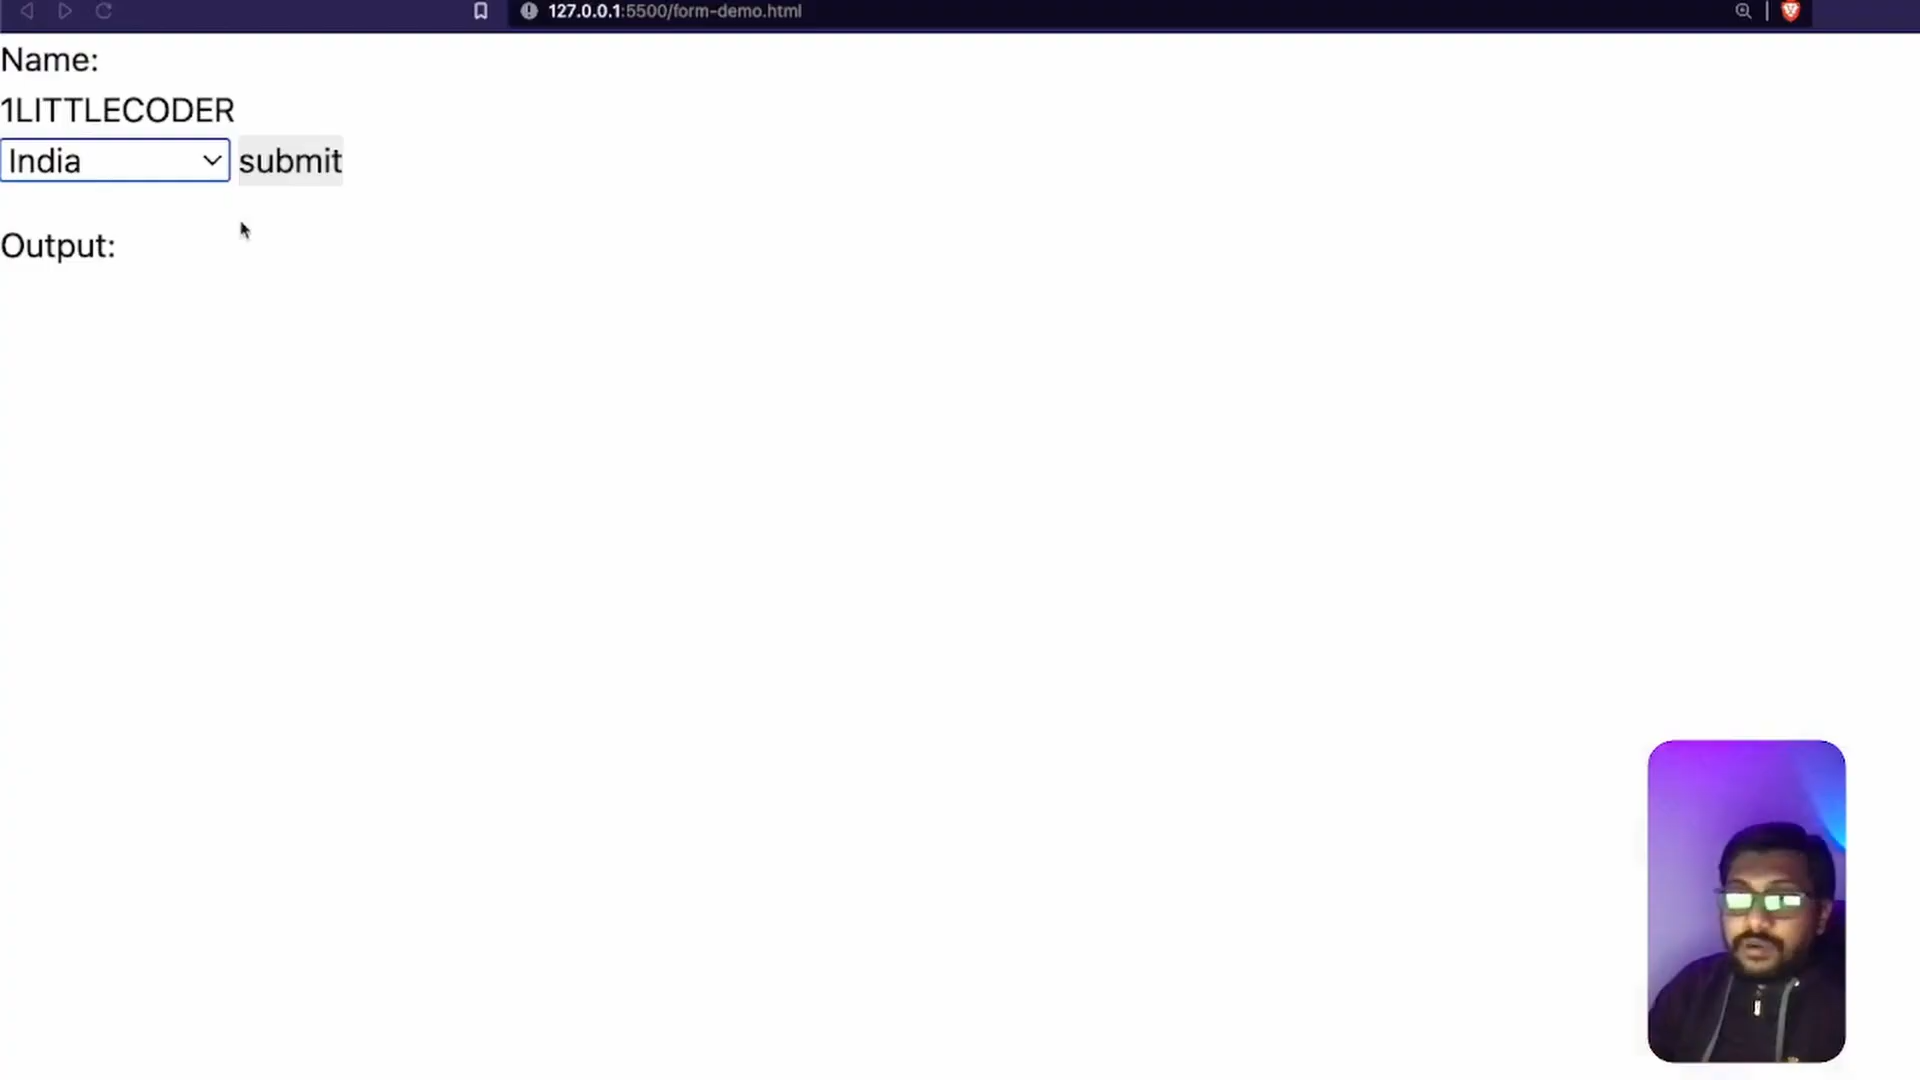 127.0.0.1:5500/form-demo.html
Name:
1LITTLECODER
India submit
Output: